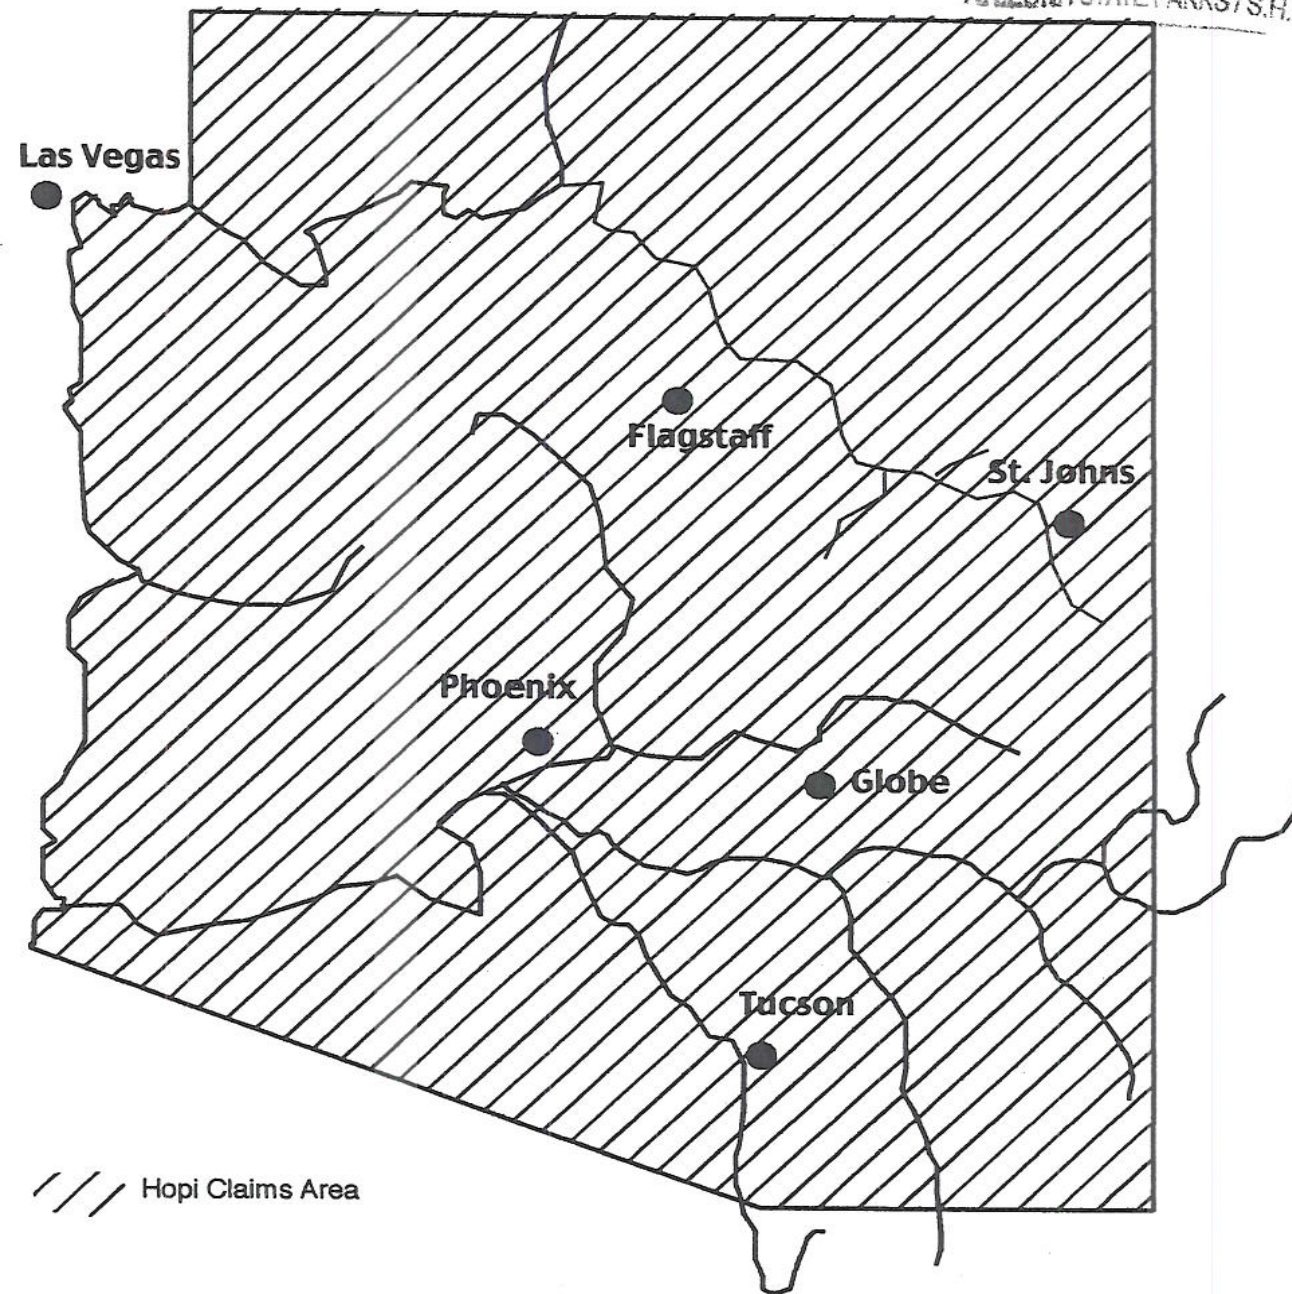 Las Vegas
Flagstaff
St. Johns
Phoenix
Globe
Tucson
Hopi Claims Area